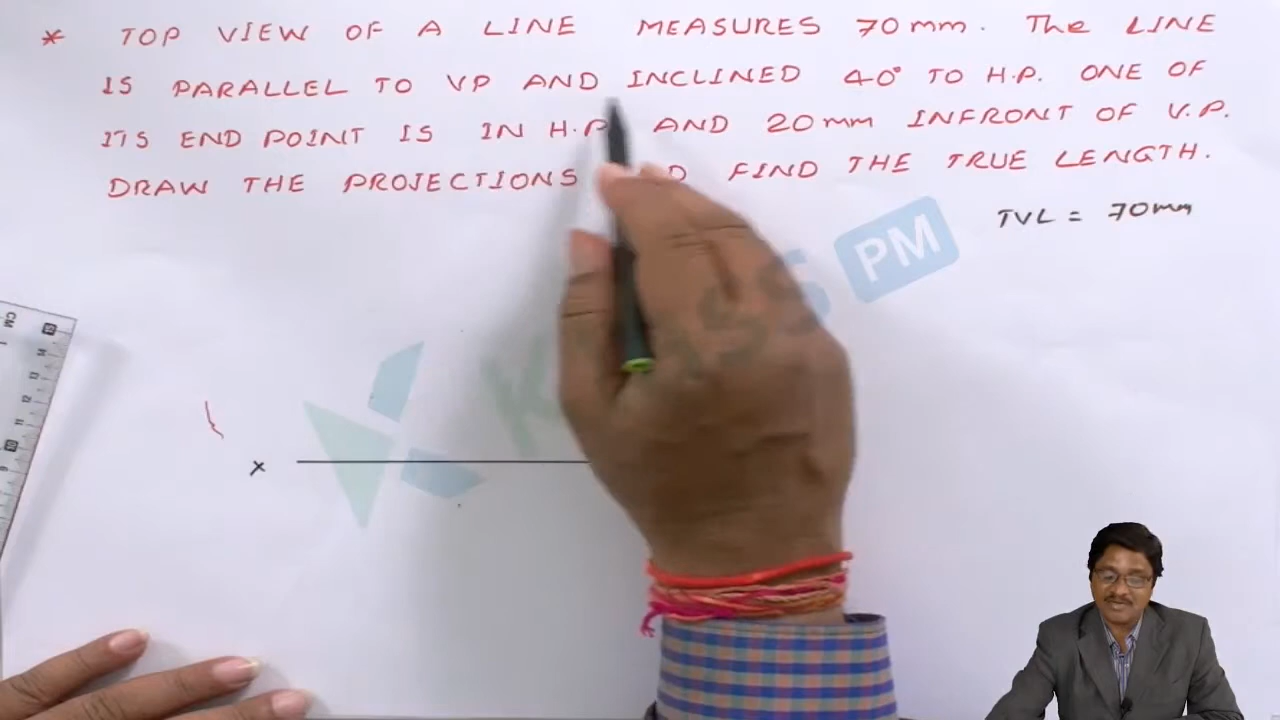 * TOP VIEW OF A LINE MEASURES 70mm. The LINE
IS PARALLEL TO VP AND INCLINED 40° TO H.P. ONE OF
ITS END POINT IS IN H.P AND 20mm INFRONT OF V.P.
DRAW THE PROJECTIONS THE TRUE LENGTH. FIND
TVL = 70mm
PM
CM
x